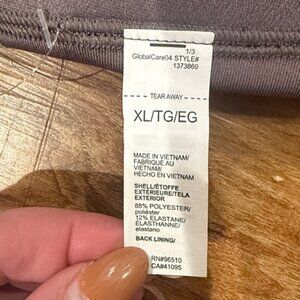 1/3
GlobalCare04 STYLE#
1373860
TEAR AWAY
XL/TG/EG
MADE IN VIETNAM/
FABRIQUÉ AU
VIETNAM/
HECHO EN VIETNAM
SHELL/ÉTOFFE
EXTÉRIEURE/TELA
EXTERIOR
88% POLYESTER/
poliéster
12% ELASTANE/
ÉLASTHANNE/
elastano
BACK LINING/
RN#96510
CA#41095